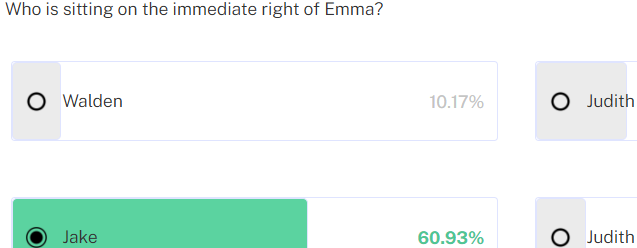 Who is sitting on the immediate right of Emma?
Walden 10.17% Judith
Jake 60.93% Judith